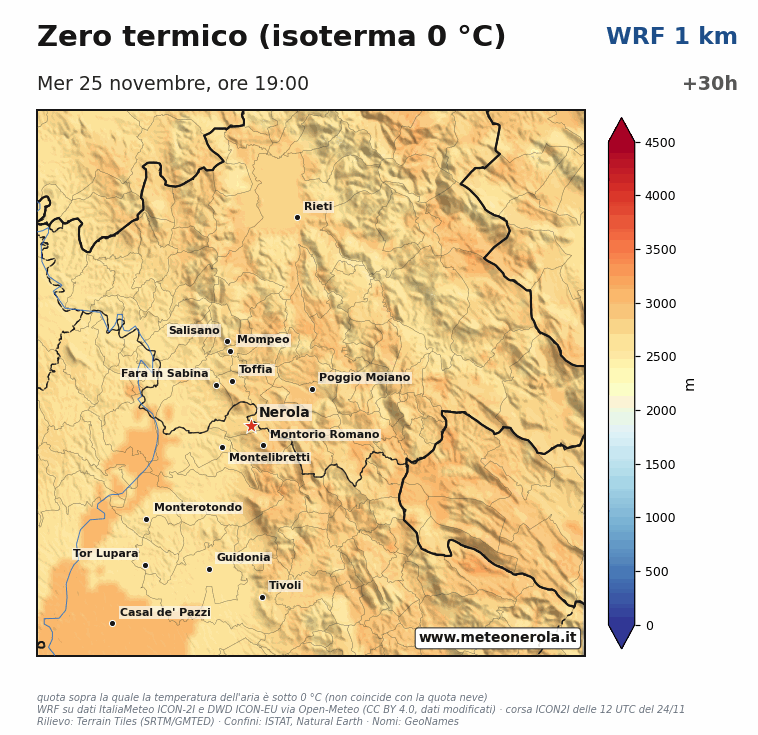 Zero termico (isoterma 0 °C)
WRF 1 km
Mer 25 novembre, ore 19:00
+30h
4500
4000
3500
3000
2500
2000
1500
1000
500
0
m
Rieti
Salisano
Mompeo
Toffia
Fara in Sabina
Poggio Moiano
Nerola
Montorio Romano
Montelibretti
Monterotondo
Tor Lupara
Guidonia
Tivoli
Casal de' Pazzi
www.meteonerola.it
quota sopra la quale la temperatura dell'aria è sotto 0 °C (non coincide con la quota neve)
WRF su dati ItaliaMeteo ICON-2I e DWD ICON-EU via Open-Meteo (CC BY 4.0, dati modificati) · corsa ICON2I delle 12 UTC del 24/11
Rilievo: Terrain Tiles (SRTM/GMTED) · Confini: ISTAT, Natural Earth · Nomi: GeoNames